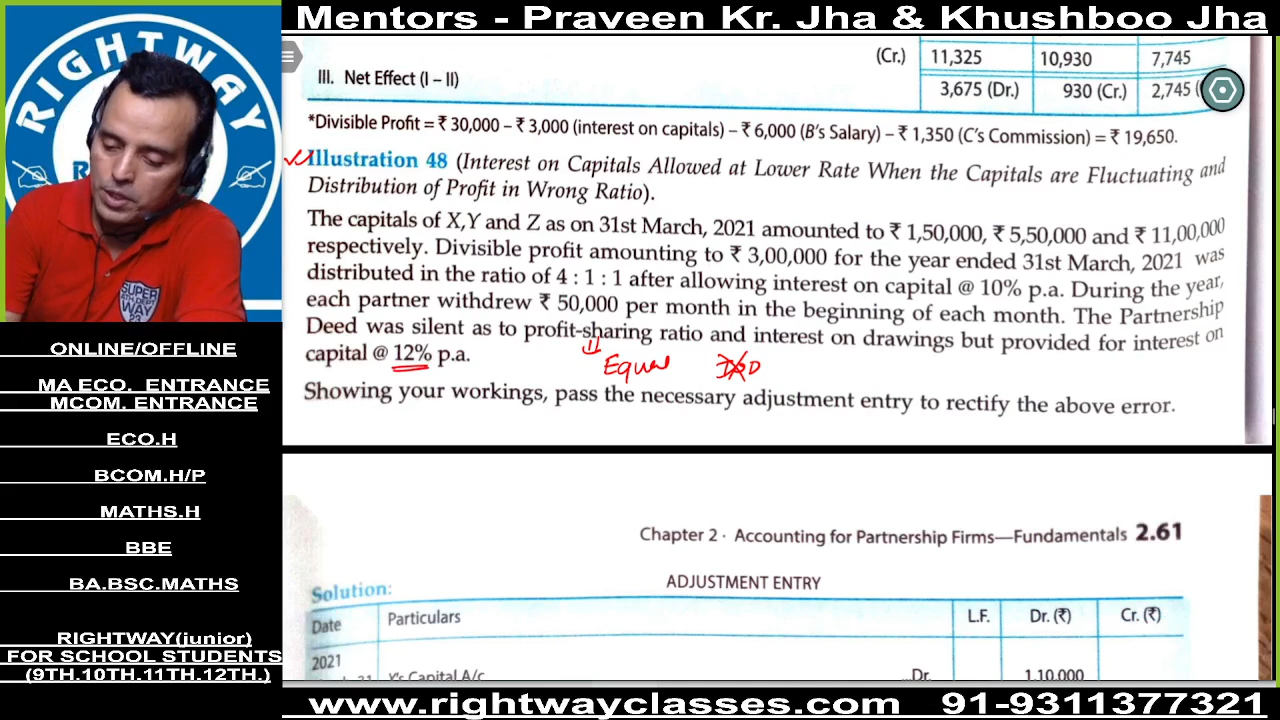 Mentors - Praveen Kr. Jha & Khushboo Jha
RIGHTWAY
SUPER
WAY
23
ONLINE/OFFLINE
MA ECO. ENTRANCE
MCOM. ENTRANCE
ECO.H
BCOM.H/P
MATHS.H
BBE
BA.BSC.MATHS
RIGHTWAY(junior)
FOR SCHOOL STUDENTS
(9TH.10TH.11TH.12TH.)
(Cr.) 11,325 10,930 7,745
III. Net Effect (I – II) 3,675 (Dr.) 930 (Cr.) 2,745
*Divisible Profit = ₹ 30,000 – ₹ 3,000 (interest on capitals) – ₹ 6,000 (B's Salary) – ₹ 1,350 (C's Commission) = ₹ 19,650.
Illustration 48 (Interest on Capitals Allowed at Lower Rate When the Capitals are Fluctuating and
Distribution of Profit in Wrong Ratio).
The capitals of X,Y and Z as on 31st March, 2021 amounted to ₹ 1,50,000, ₹ 5,50,000 and ₹ 11,00,000
respectively. Divisible profit amounting to ₹ 3,00,000 for the year ended 31st March, 2021 was
distributed in the ratio of 4 : 1 : 1 after allowing interest on capital @ 10% p.a. During the year,
each partner withdrew ₹ 50,000 per month in the beginning of each month. The Partnership
Deed was silent as to profit-sharing ratio and interest on drawings but provided for interest on
capital @ 12% p.a.
Equal IOD
Showing your workings, pass the necessary adjustment entry to rectify the above error.
Chapter 2 · Accounting for Partnership Firms—Fundamentals 2.61
Solution: ADJUSTMENT ENTRY
Date Particulars L.F. Dr. (₹) Cr. (₹)
2021
Capital A/c ...Dr. 1,10,000
www.rightwayclasses.com 91-9311377321